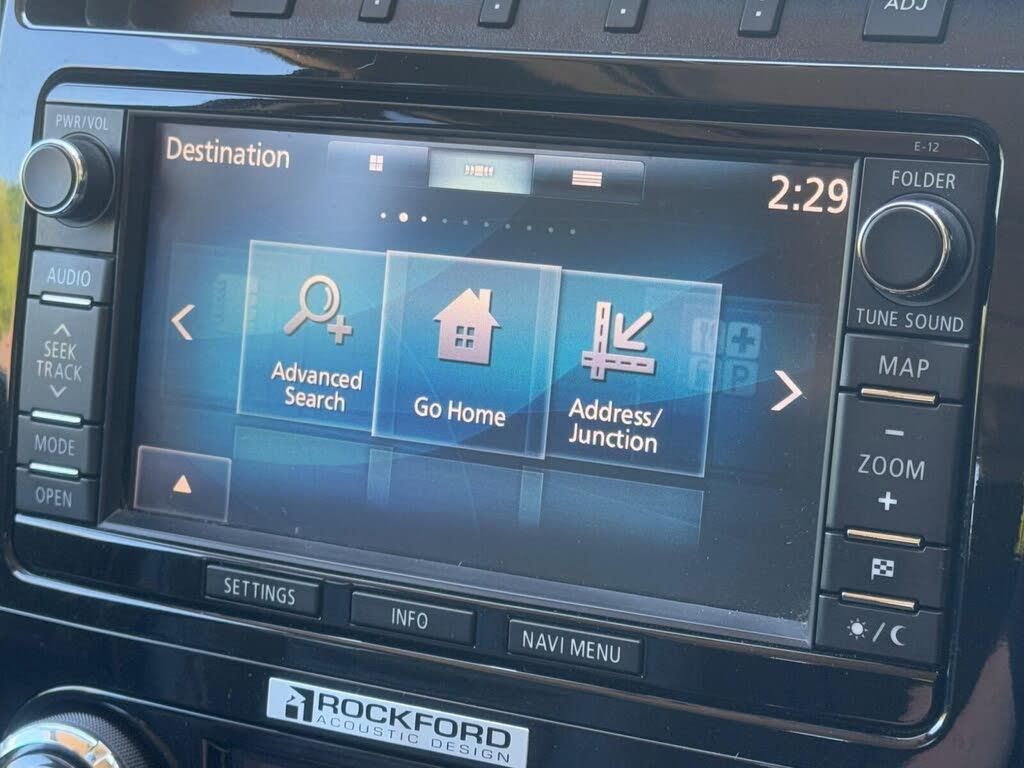 ADJ
PWR/VOL
E-12
Destination
2:29
FOLDER
TUNE SOUND
AUDIO
SEEK
TRACK
MODE
OPEN
Advanced
Search
Go Home
Address/
Junction
P
MAP
-
ZOOM
+
/
SETTINGS
INFO
NAVI MENU
ROCKFORD
ACOUSTIC DESIGN